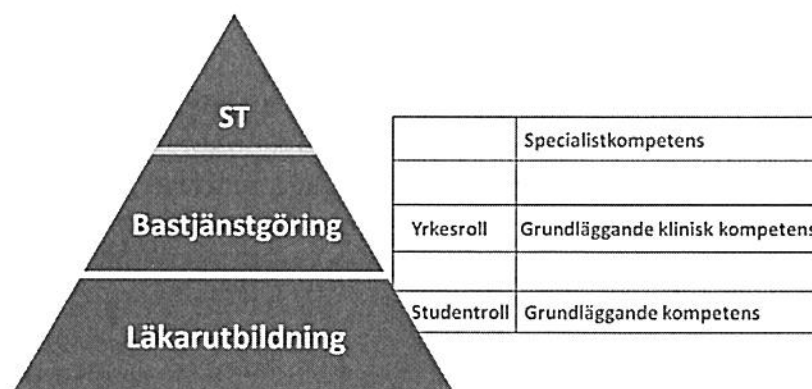 ST
Specialistkompetens
Bastjänstgöring
Yrkesroll Grundläggande klinisk kompetens
Läkarutbildning
Studentroll Grundläggande kompetens